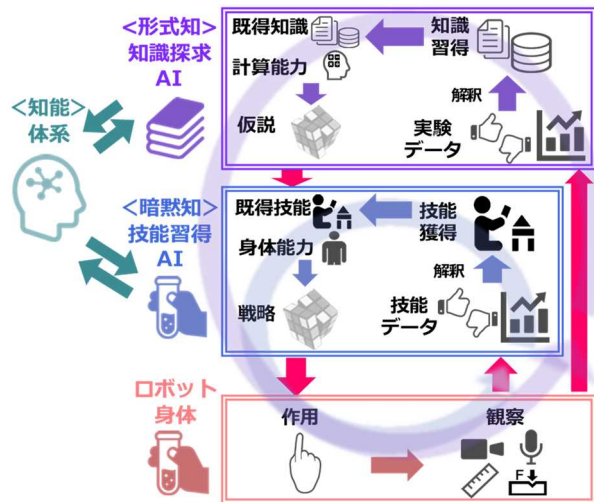 <形式知>
知識探求
AI
既得知識
計算能力
仮説
知識
習得
解釈
実験
データ
<知能>
体系
<暗黙知>
技能習得
AI
既得技能
身体能力
戦略
技能
獲得
解釈
技能
データ
ロボット
身体
作用
観察
F